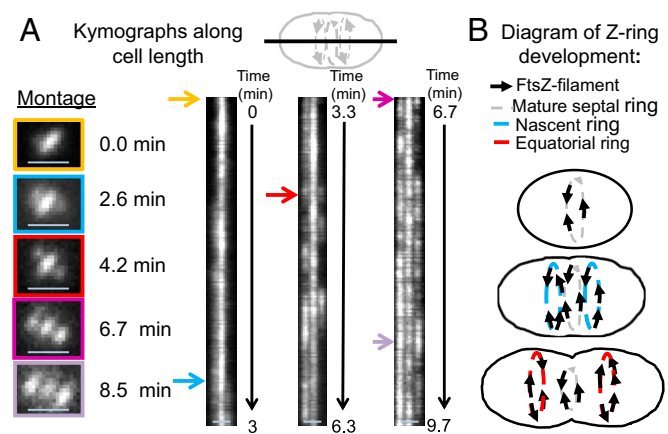 A
Kymographs along
cell length
Montage
0.0 min
2.6 min
4.2 min
6.7 min
8.5 min
Time
(min)
0
3
Time
(min)
3.3
6.3
Time
(min)
6.7
9.7
B
Diagram of Z-ring
development:
FtsZ-filament
Mature septal ring
Nascent ring
Equatorial ring